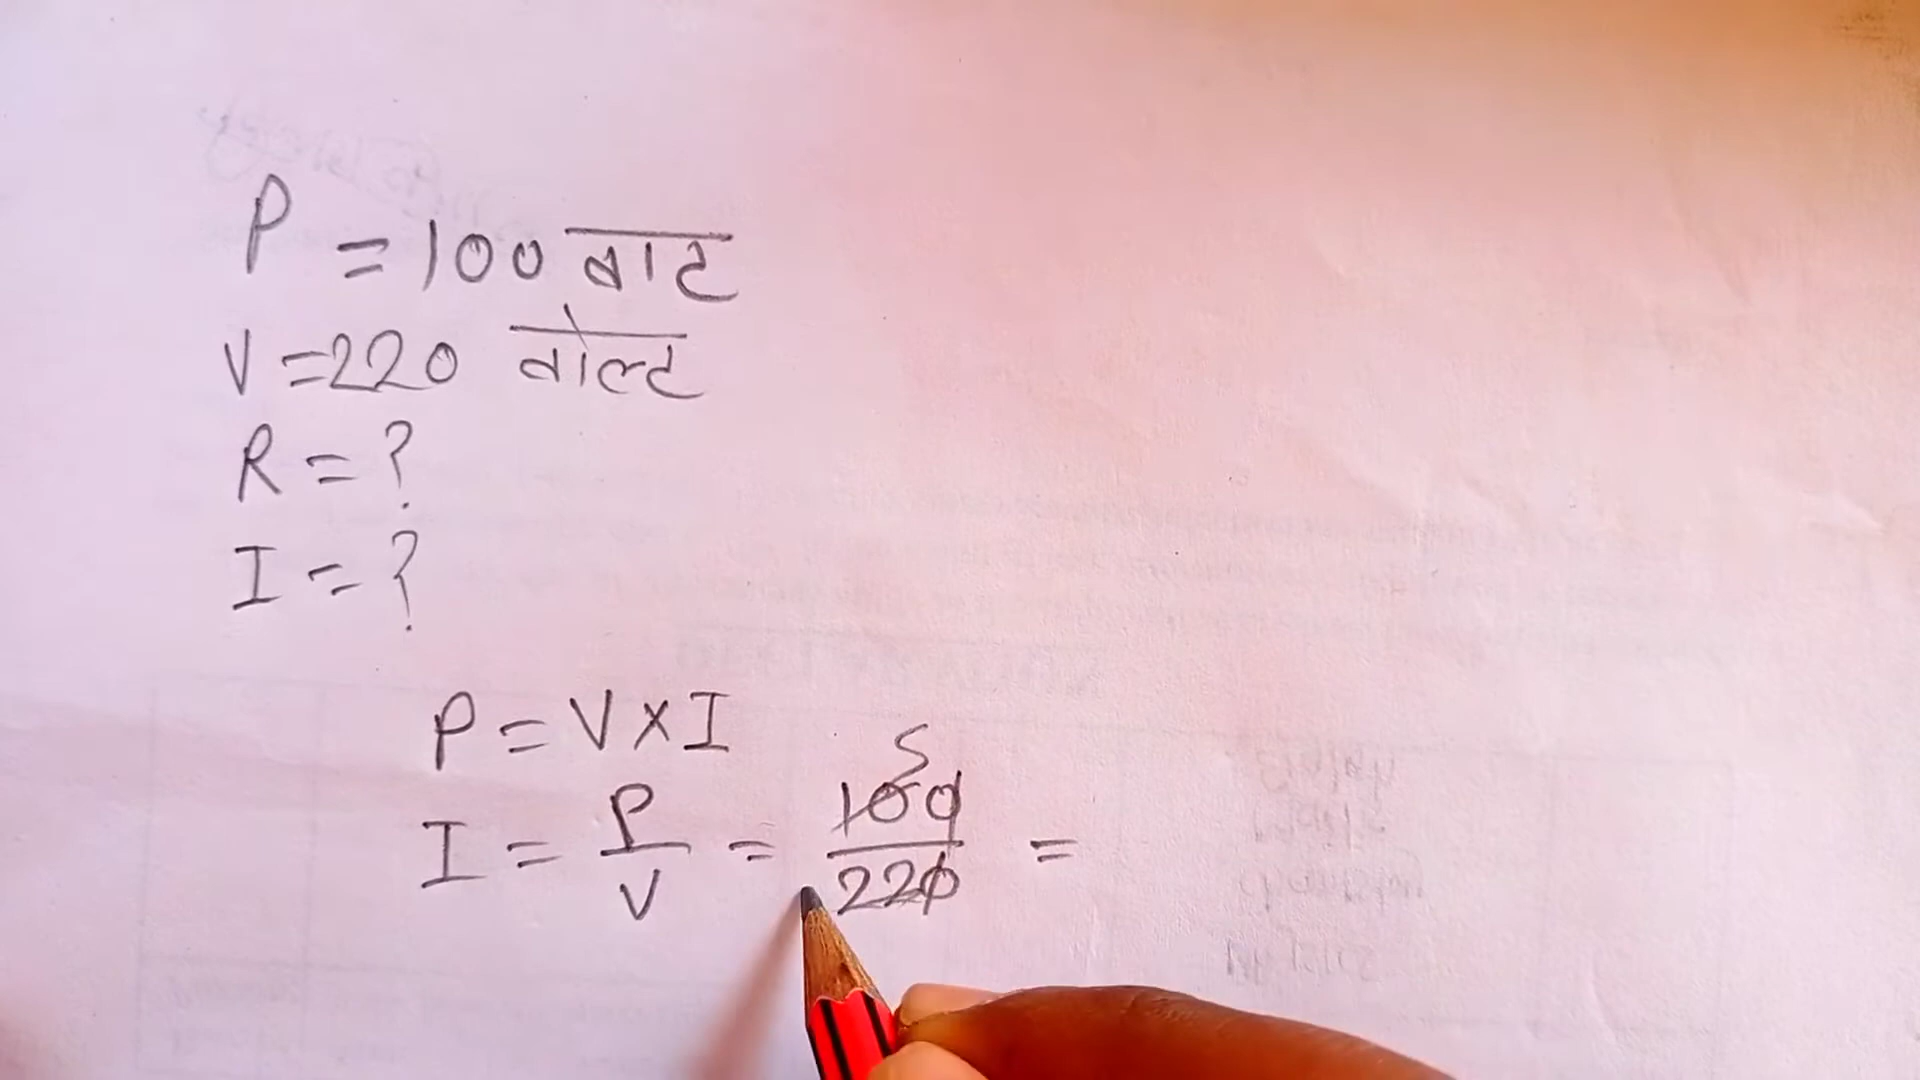 P = 100 बाट
V = 220 वोल्ट
R = ?
I = ?
P = V X I
I = P/V = 100/220 =
5